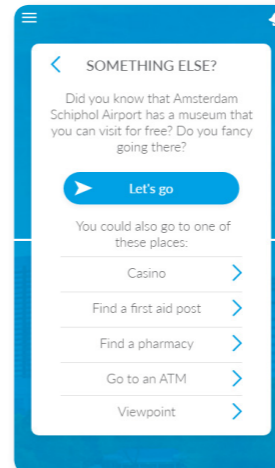 SOMETHING ELSE?
Did you know that Amsterdam
Schiphol Airport has a museum that
you can visit for free? Do you fancy
going there?
Let's go
You could also go to one of
these places:
Casino
Find a first aid post
Find a pharmacy
Go to an ATM
Viewpoint